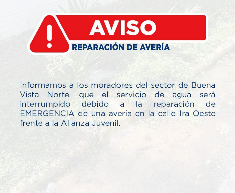 AVISO
REPARACIÓN DE AVERÍA
Informamos a los moradores del sector de Buena
Vista Norte, que el servicio de agua será
interrumpido debido a la reparación de
EMERGENCIA de una avería en la calle 1ra Oeste
frente a la Alianza Juvenil.